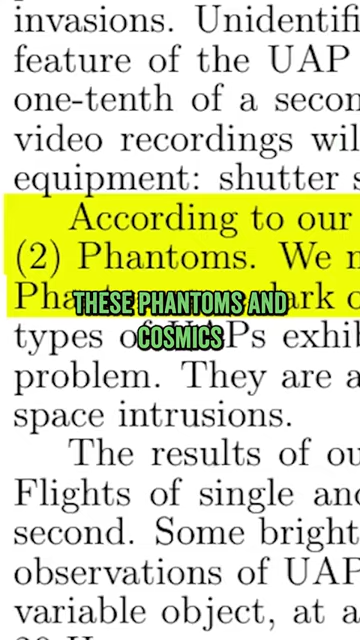 invasions. Unidentifi
feature of the UAP
one-tenth of a secon
video recordings wil
equipment: shutter s
According to our
(2) Phantoms. We n
dark o
THESE PHANTOMS AND
COSMICS
types of UAPs exhib
problem. They are a
space intrusions.
The results of ou
Flights of single and
second. Some bright
observations of UAP
variable object, at a